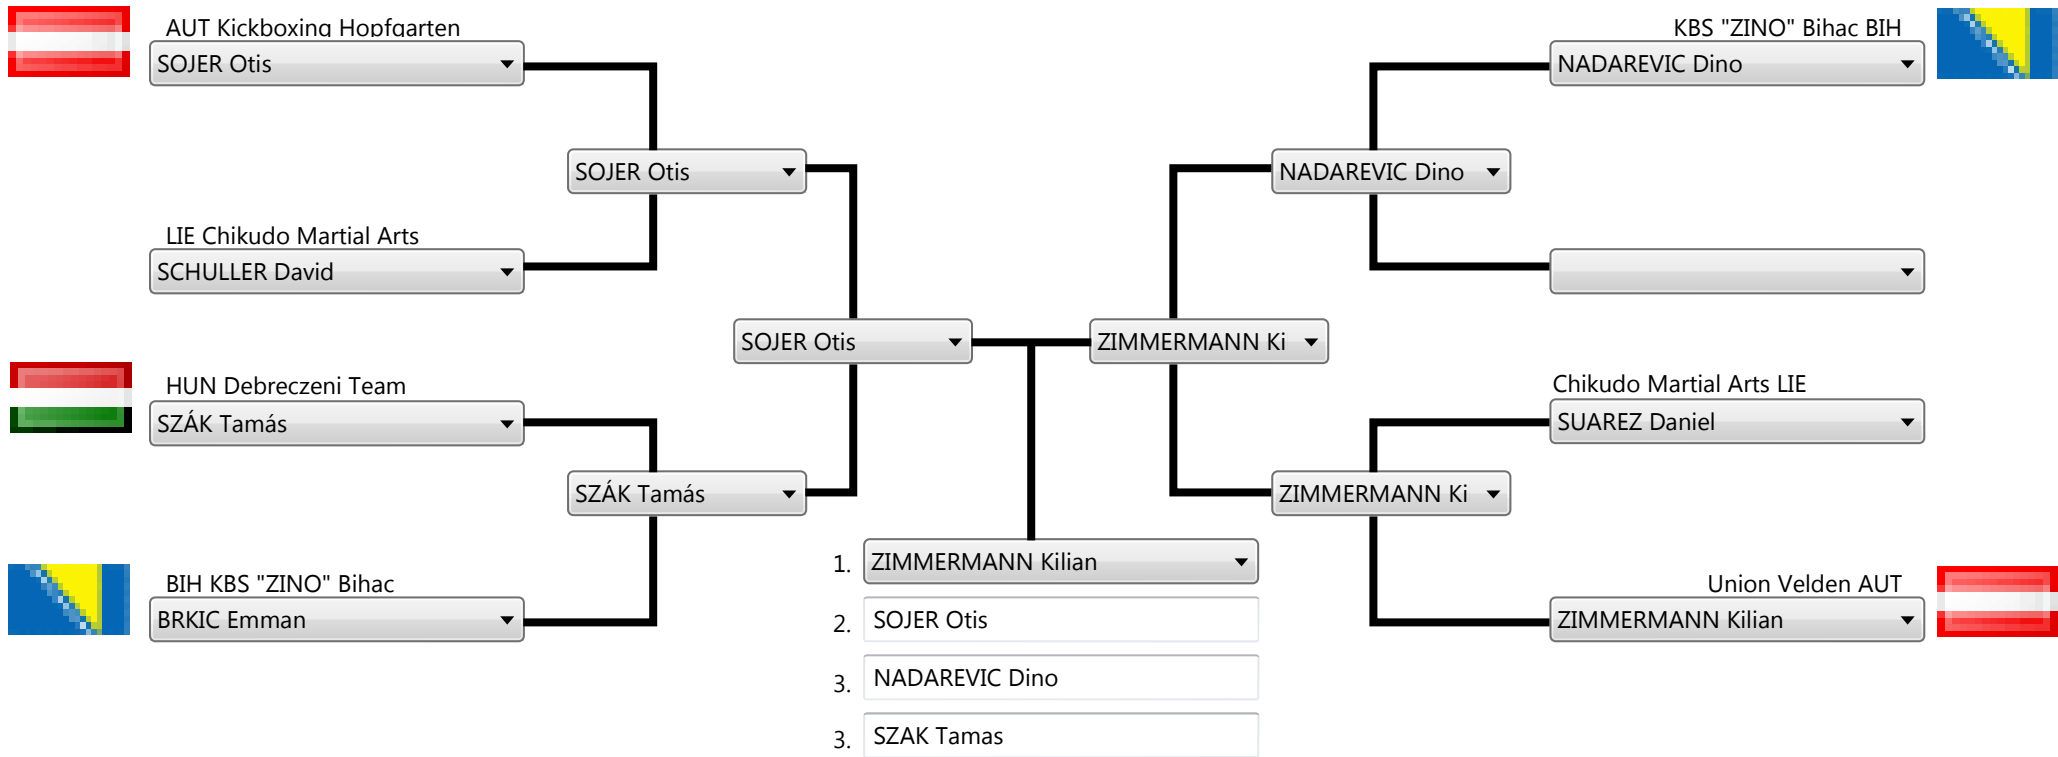 AUT Kickboxing Hopfgarten
SOJER Otis
KBS "ZINO" Bihac BIH
NADAREVIC Dino
SOJER Otis
NADAREVIC Dino
LIE Chikudo Martial Arts
SCHULLER David
SOJER Otis
ZIMMERMANN Ki
HUN Debreczeni Team
SZÁK Tamás
Chikudo Martial Arts LIE
SUAREZ Daniel
SZÁK Tamás
ZIMMERMANN Ki
BIH KBS "ZINO" Bihac
BRKIC Emman
Union Velden AUT
ZIMMERMANN Kilian
1. ZIMMERMANN Kilian
2. SOJER Otis
3. NADAREVIC Dino
3. SZAK Tamas